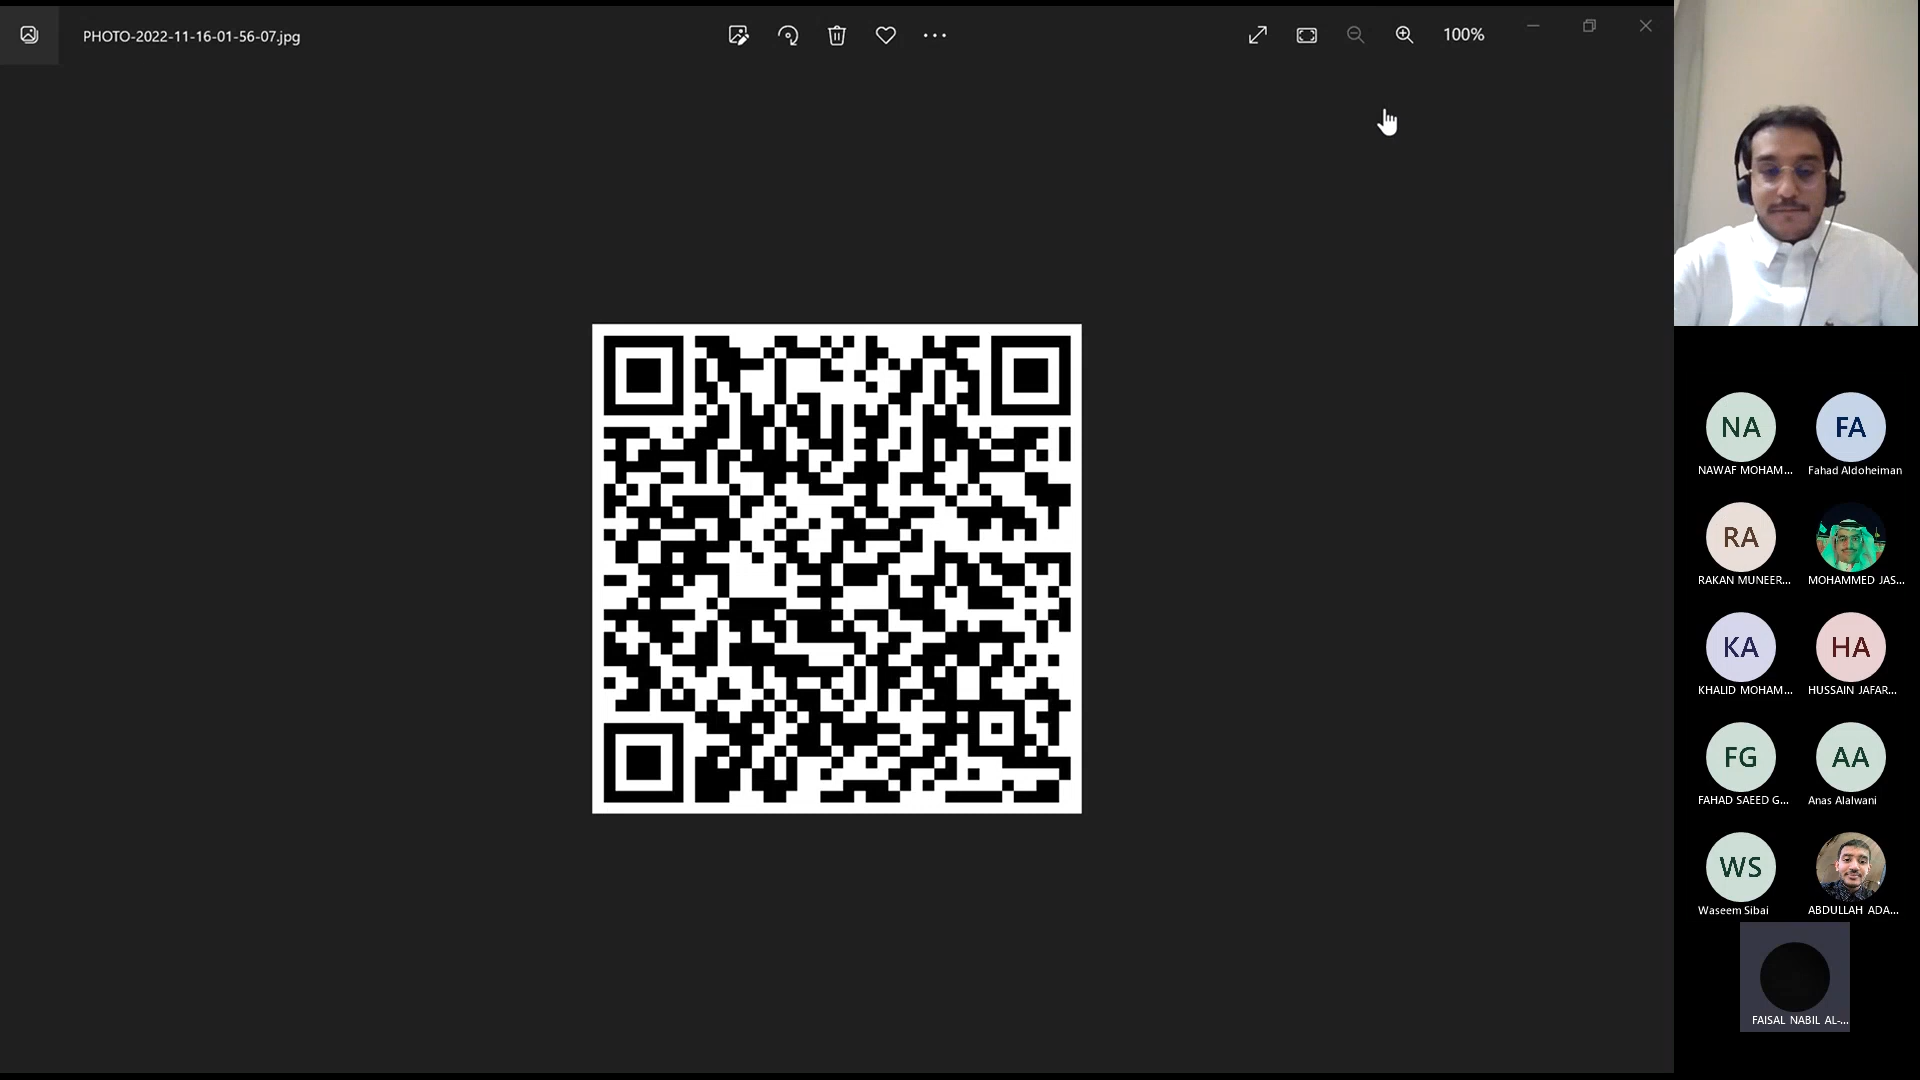 PHOTO-2022-11-16-01-56-07.jpg
100%
NA
FA
NAWAF MOHAM...
Fahad Aldoheiman
RA
RAKAN MUNEER...
MOHAMMED JAS...
KA
HA
KHALID MOHAM...
HUSSAIN JAFAR...
FG
AA
FAHAD SAEED G...
Anas Alalwani
WS
Waseem Sibai
ABDULLAH ADA...
FAISAL NABIL AL-...